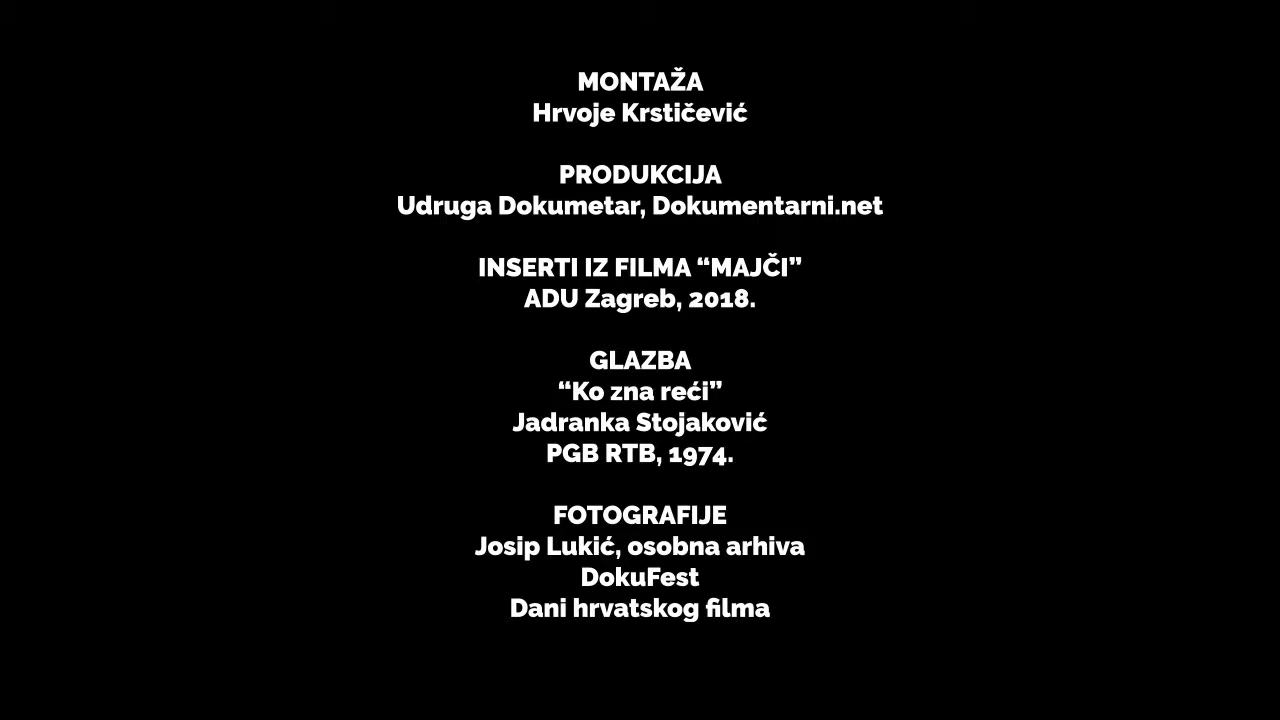 MONTAŽA
Hrvoje Krstičević
PRODUKCIJA
Udruga Dokumetar, Dokumentarni.net
INSERTI IZ FILMA “MAJČI”
ADU Zagreb, 2018.
GLAZBA
“Ko zna reći”
Jadranka Stojaković
PGB RTB, 1974.
FOTOGRAFIJE
Josip Lukić, osobna arhiva
DokuFest
Dani hrvatskog filma